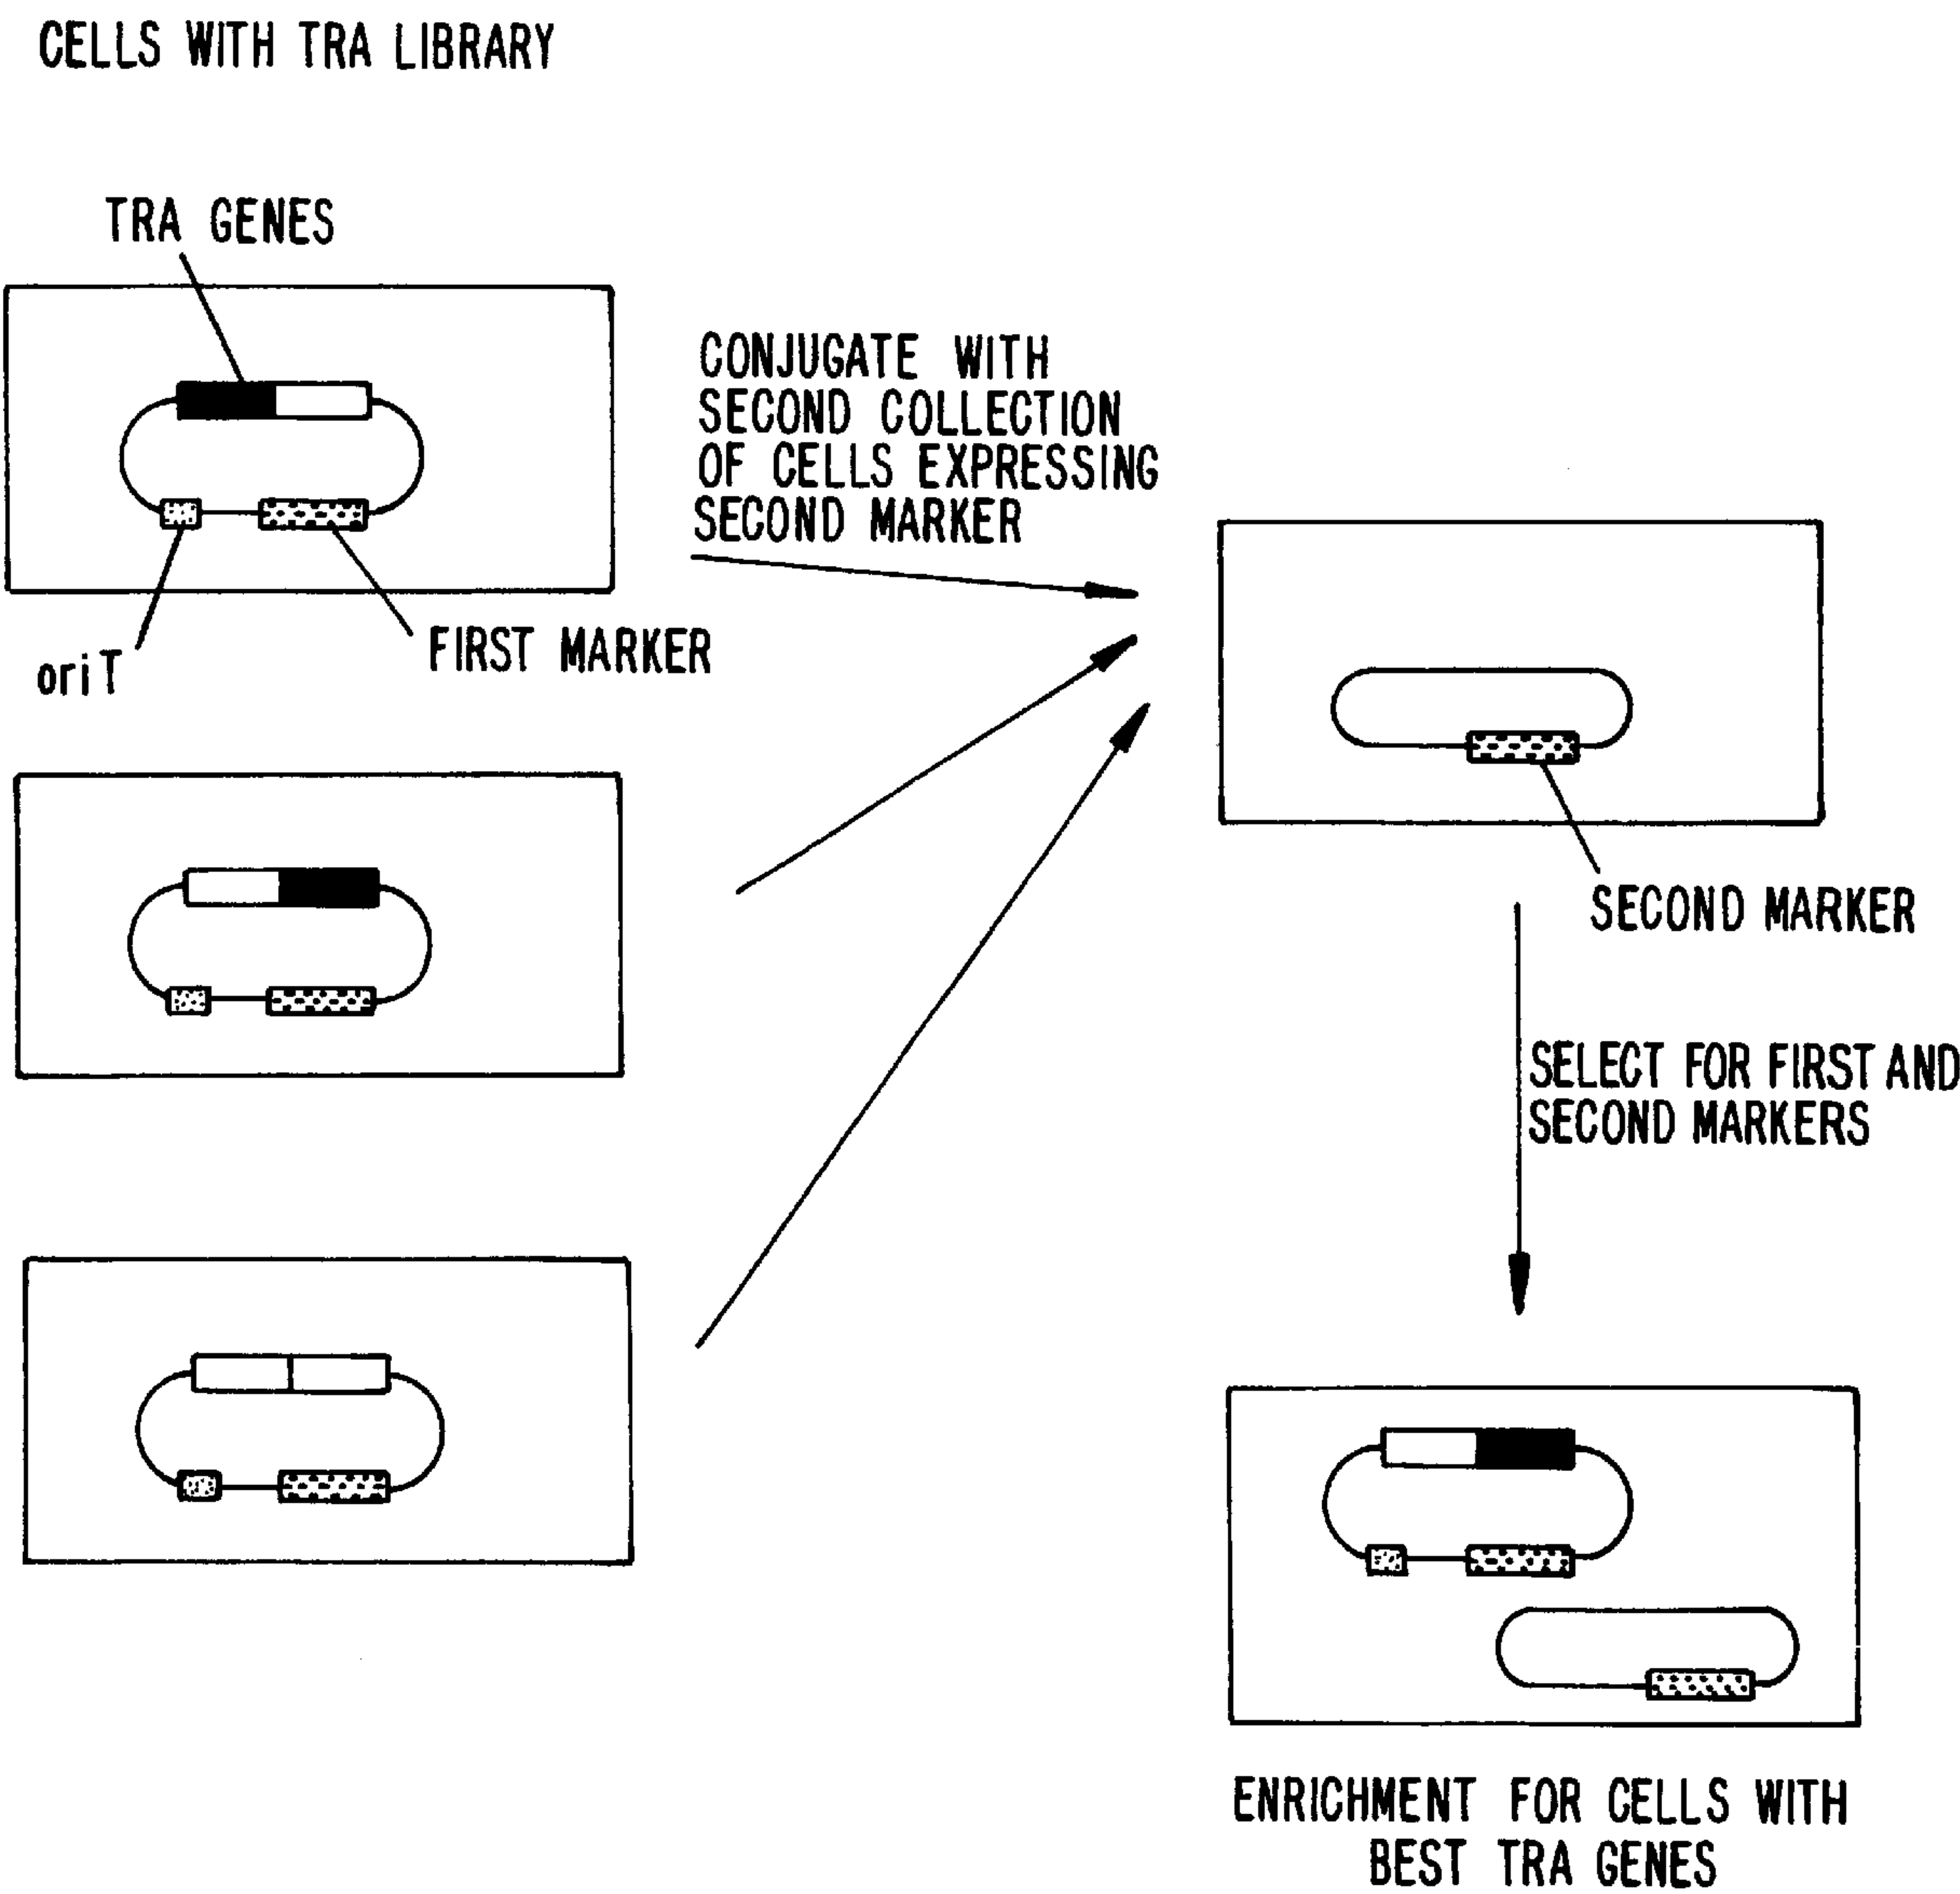 CELLS WITH TRA LIBRARY
TRA GENES
CONJUGATE WITH
SECOND COLLECTION
OF CELLS EXPRESSING
SECOND MARKER
oriT
FIRST MARKER
SECOND MARKER
SELECT FOR FIRST AND
SECOND MARKERS
ENRICHMENT FOR CELLS WITH
BEST TRA GENES